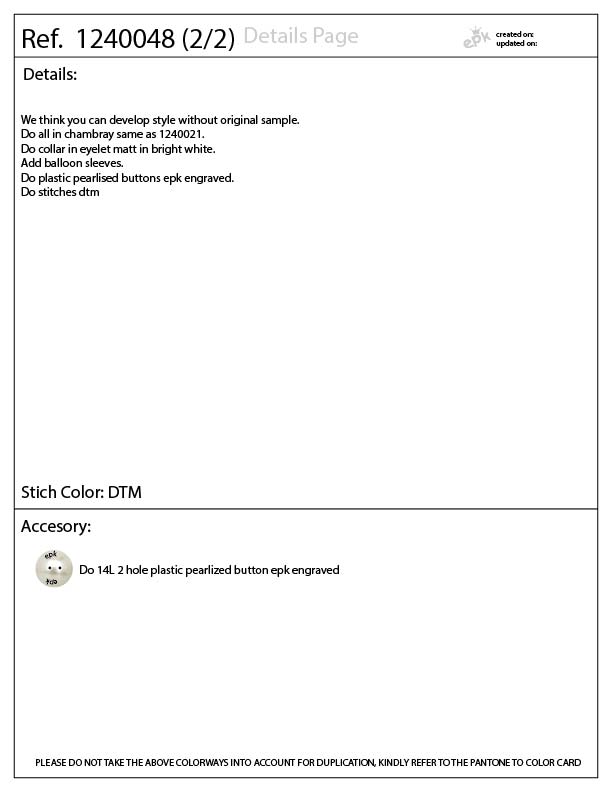 Ref. 1240048 (2/2) Details Page
epk
created on:
updated on:
Details:
We think you can develop style without original sample.
Do all in chambray same as 1240021.
Do collar in eyelet matt in bright white.
Add balloon sleeves.
Do plastic pearlised buttons epk engraved.
Do stitches dtm
Stich Color: DTM
Accesory:
epk
epk
Do 14L 2 hole plastic pearlized button epk engraved
PLEASE DO NOT TAKE THE ABOVE COLORWAYS INTO ACCOUNT FOR DUPLICATION, KINDLY REFER TO THE PANTONE TO COLOR CARD